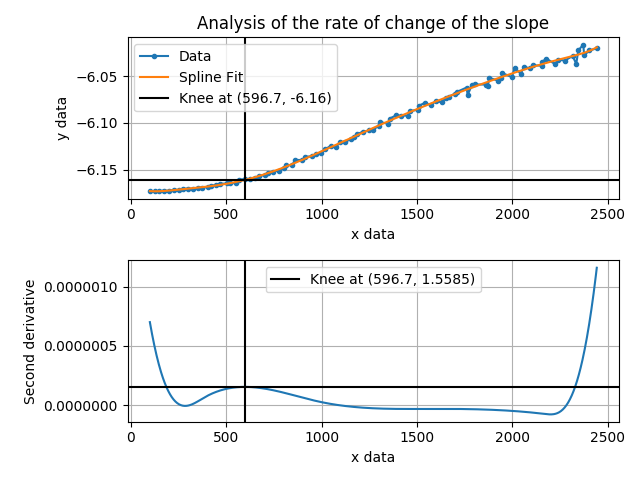 Analysis of the rate of change of the slope
y data
−6.05
−6.10
−6.15
Data
Spline Fit
Knee at (596.7, -6.16)
0 500 1000 1500 2000 2500
x data
Second derivative
0.0000010
0.0000005
0.0000000
Knee at (596.7, 1.5585)
0 500 1000 1500 2000 2500
x data